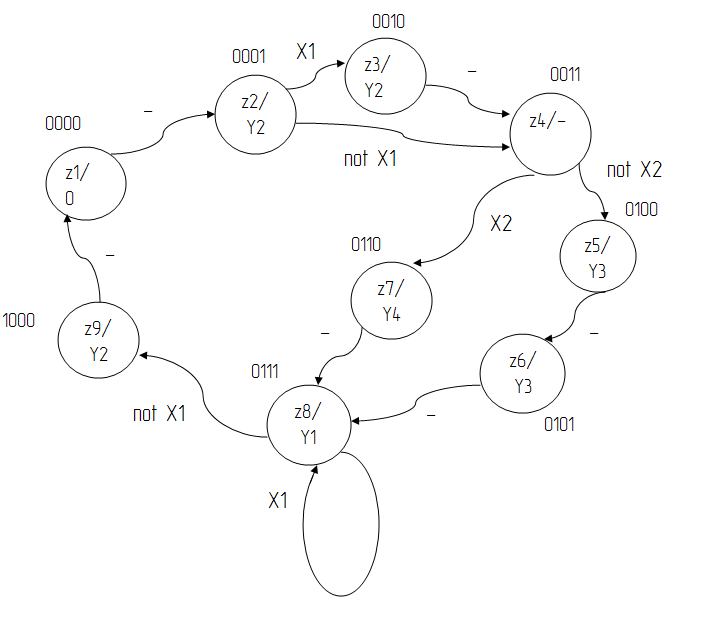 0010
X1
z3/
Y2
–
0011
0001
z2/
Y2
z4/–
0000
–
not X1
not X2
z1/
0
X2
0100
z5/
Y3
0110
z7/
Y4
–
1000
z9/
Y2
–
–
0111
z6/
Y3
not X1
z8/
Y1
–
0101
X1